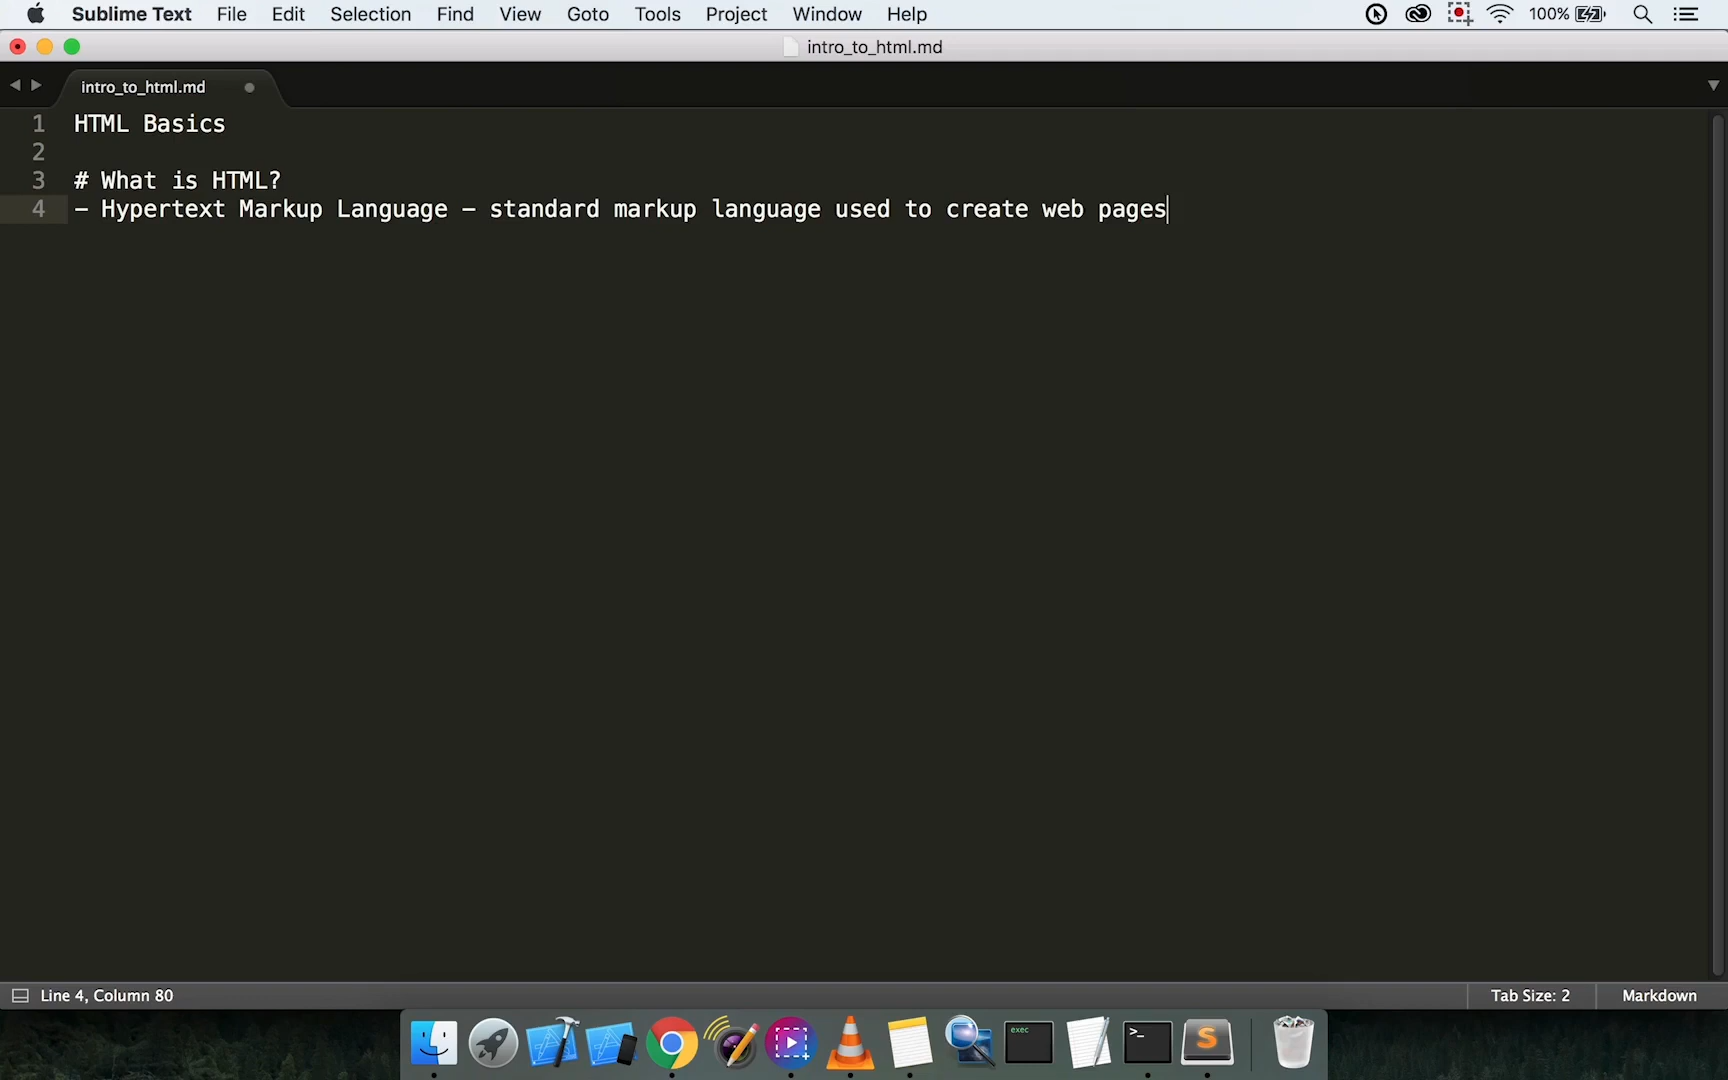 Sublime Text File Edit Selection Find View Goto Tools Project Window Help 100%
intro_to_html.md
intro_to_html.md
1 HTML Basics
2
3 # What is HTML?
4 - Hypertext Markup Language - standard markup language used to create web pages
Line 4, Column 80 Tab Size: 2 Markdown
exec
>_
S